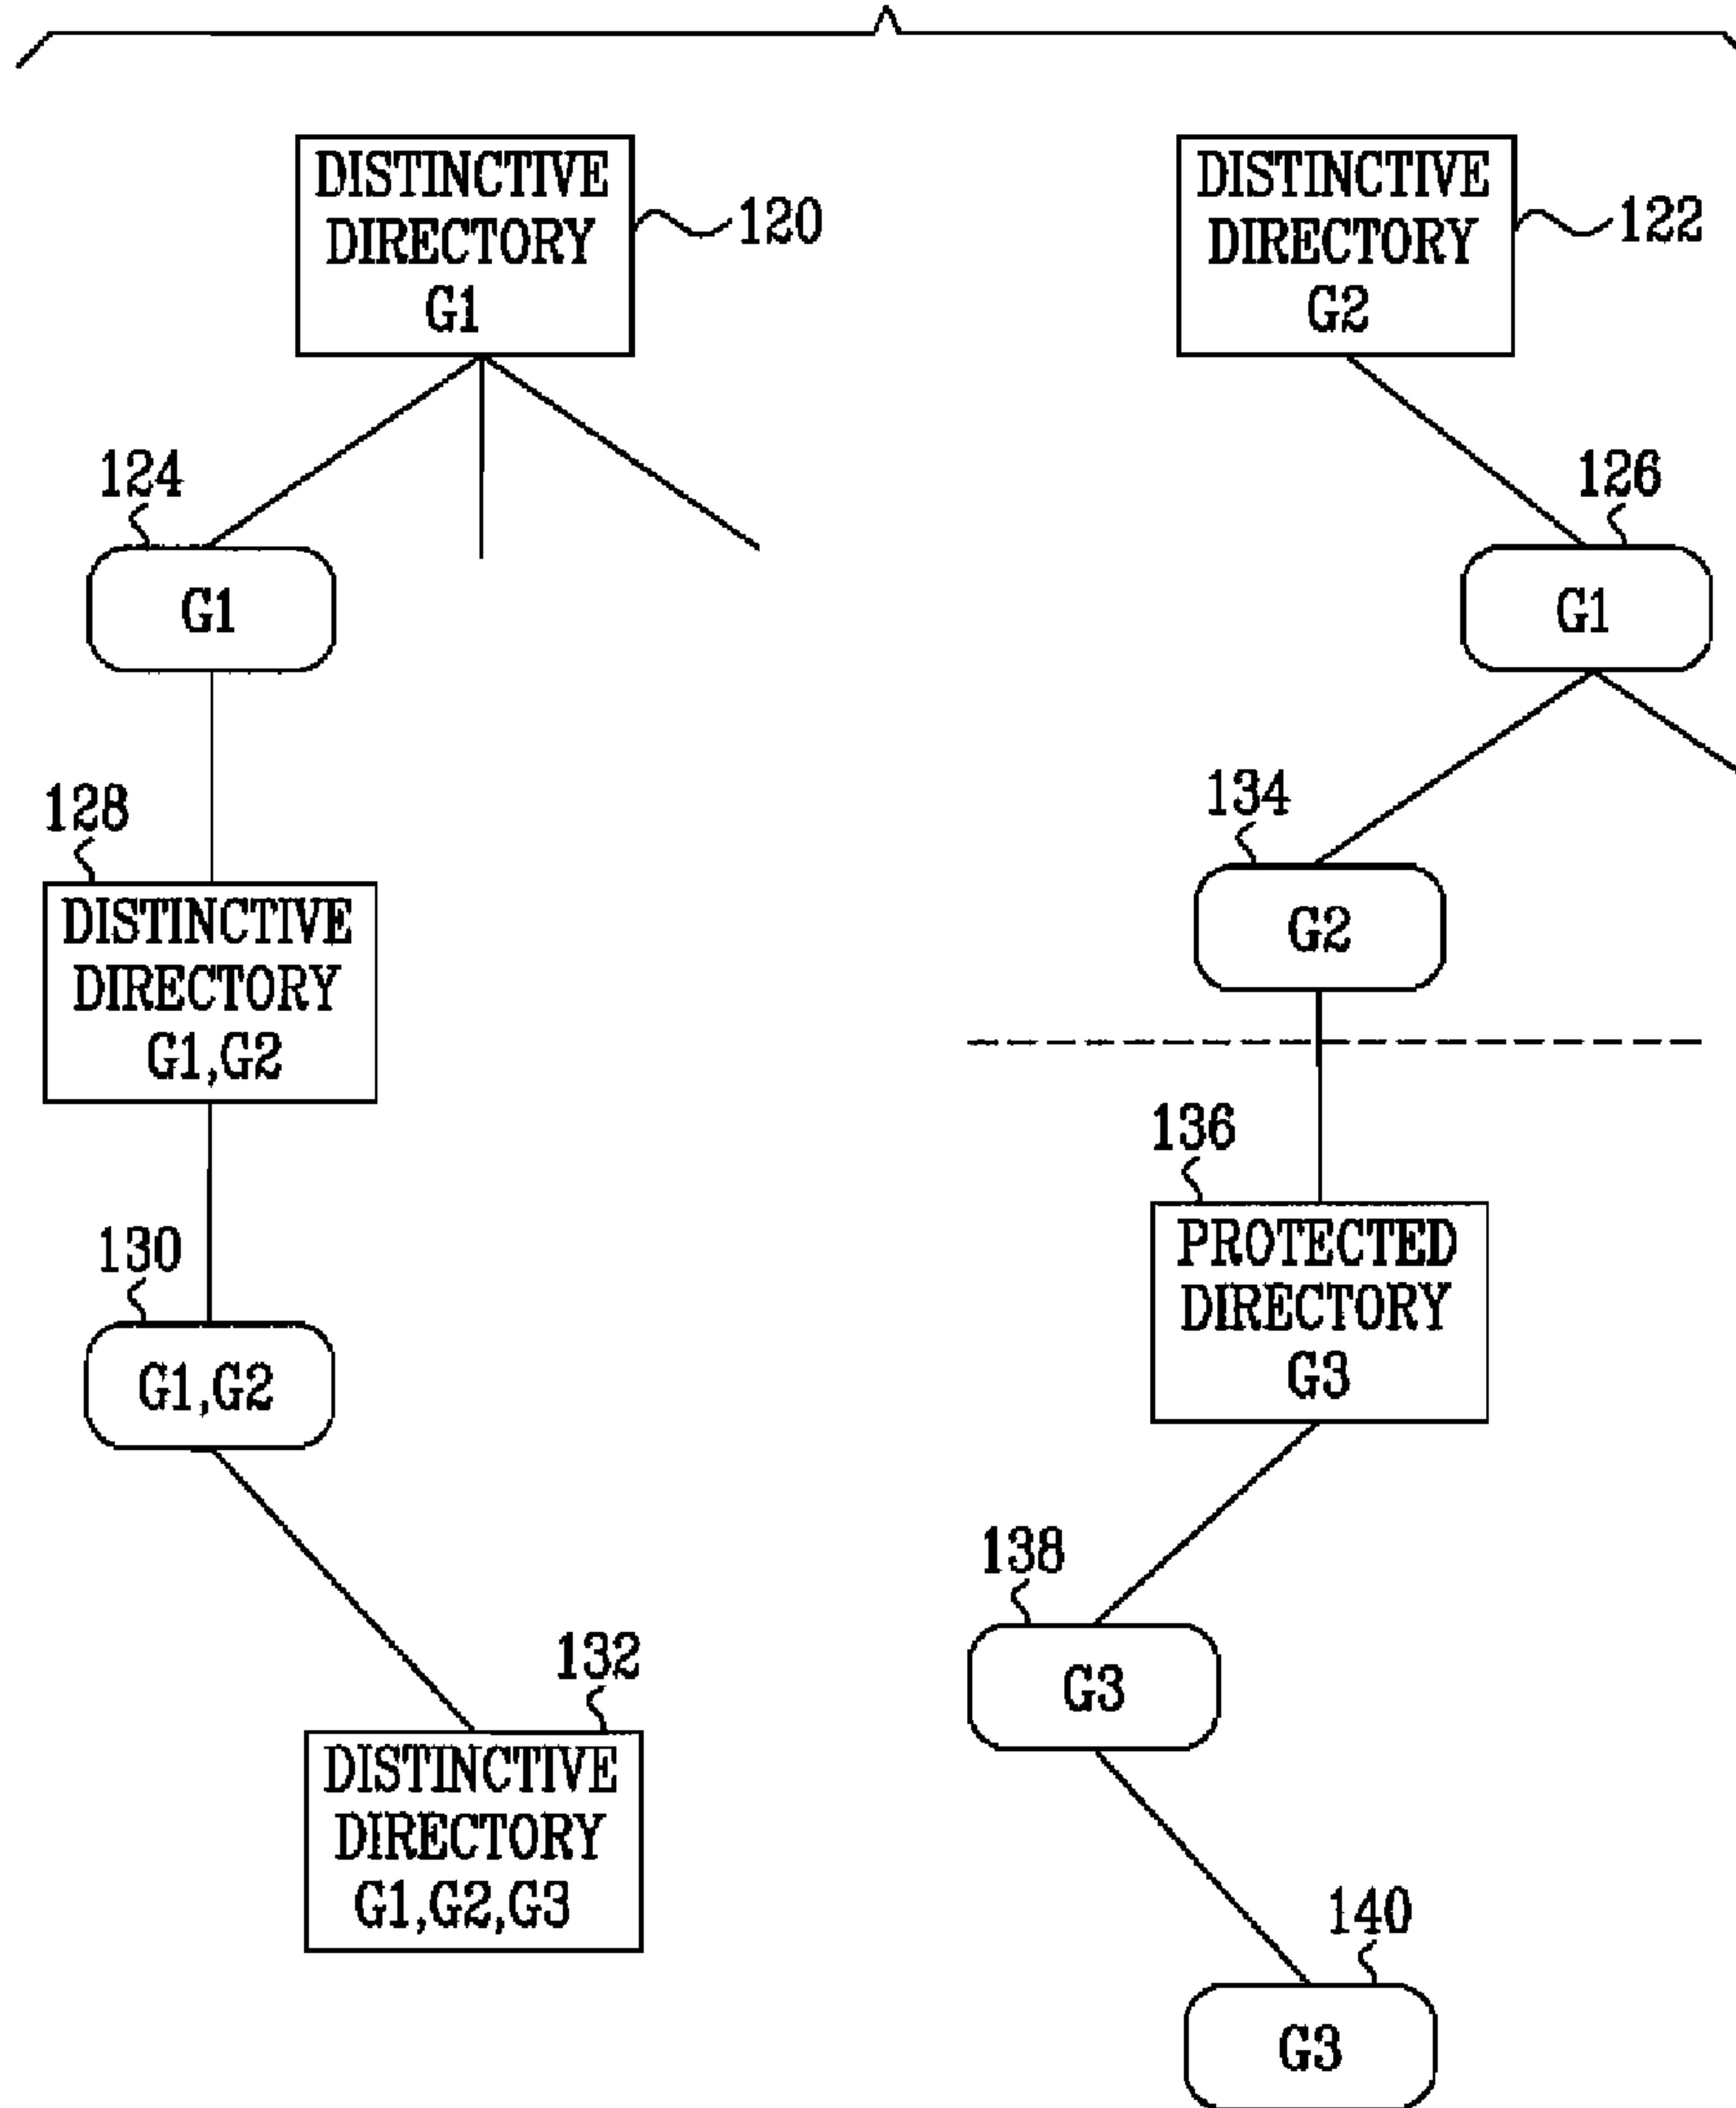 DISTINCTIVE
DIRECTORY
G1
120
DISTINCTIVE
DIRECTORY
G2
122
124
G1
126
G1
128
DISTINCTIVE
DIRECTORY
G1,G2
134
G2
130
G1,G2
136
PROTECTED
DIRECTORY
G3
138
G3
132
DISTINCTIVE
DIRECTORY
G1,G2,G3
140
G3